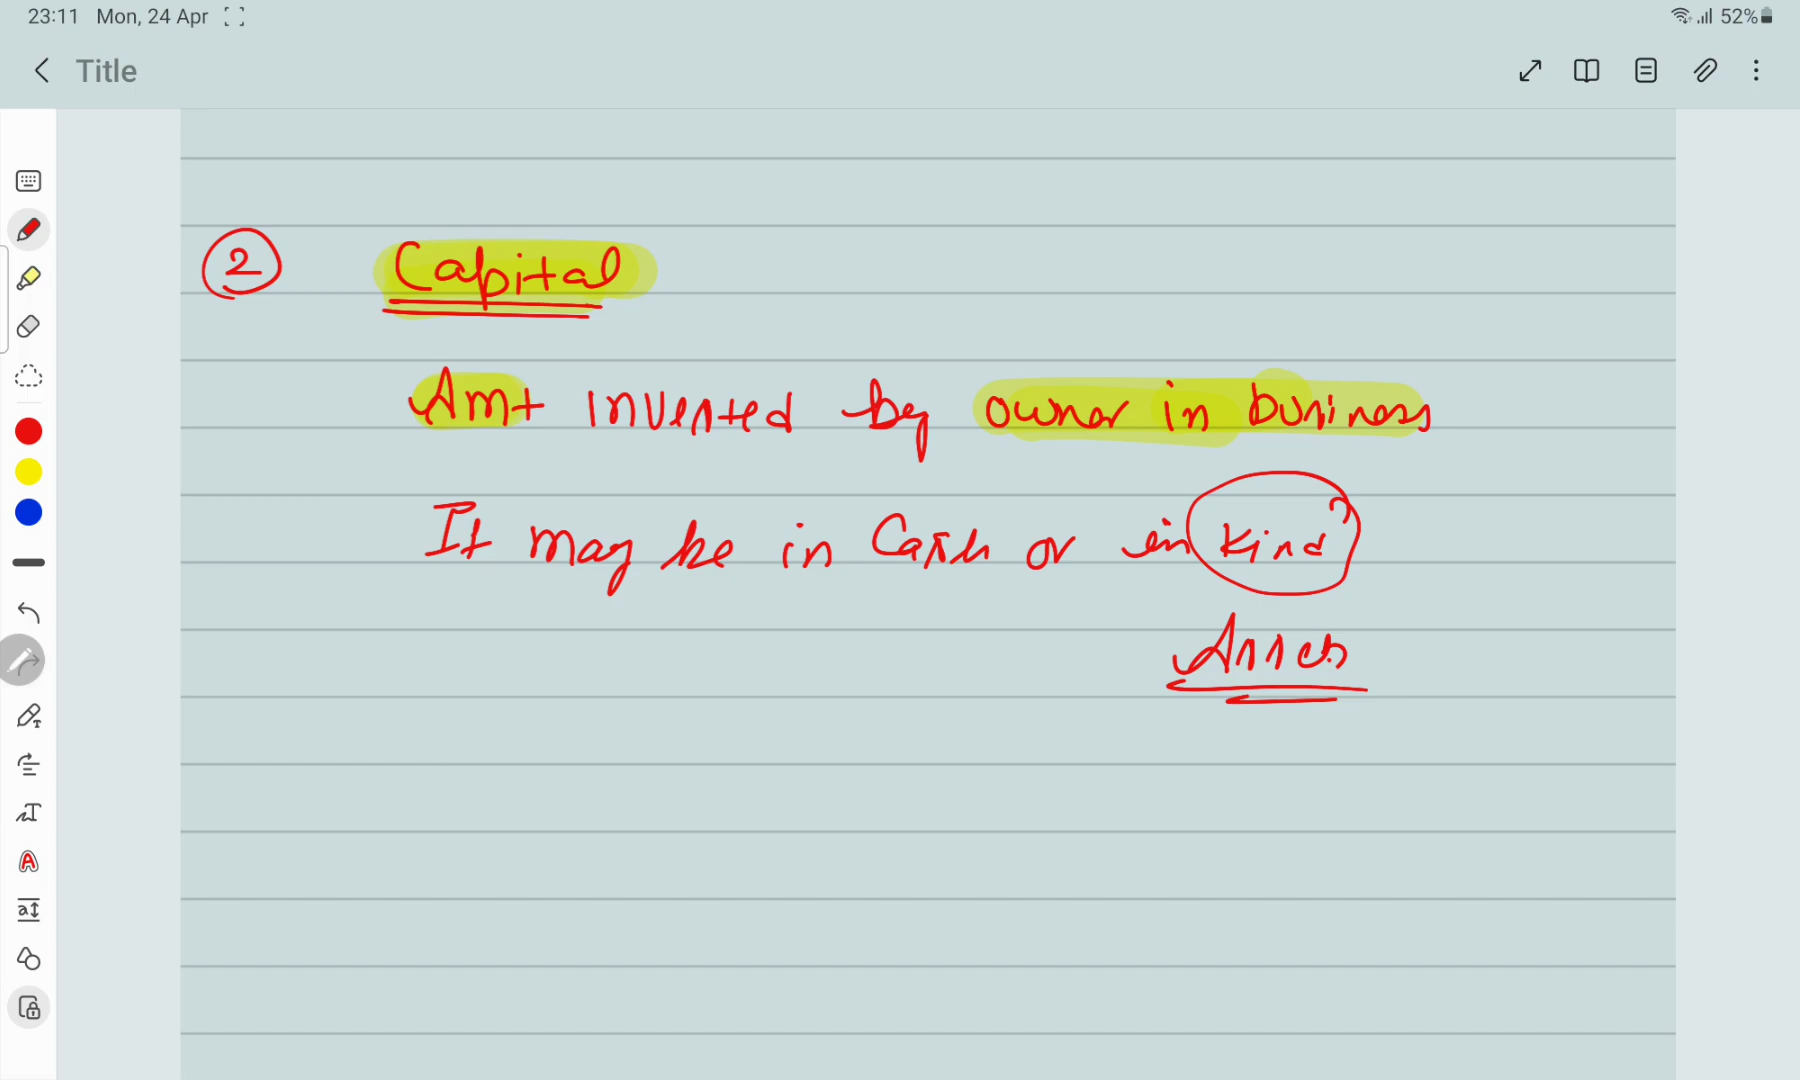 23:11 Mon, 24 Apr 52%
Title
2 Capital
Amt invested by owner in business
It may be in Cash or in Kind
Assets